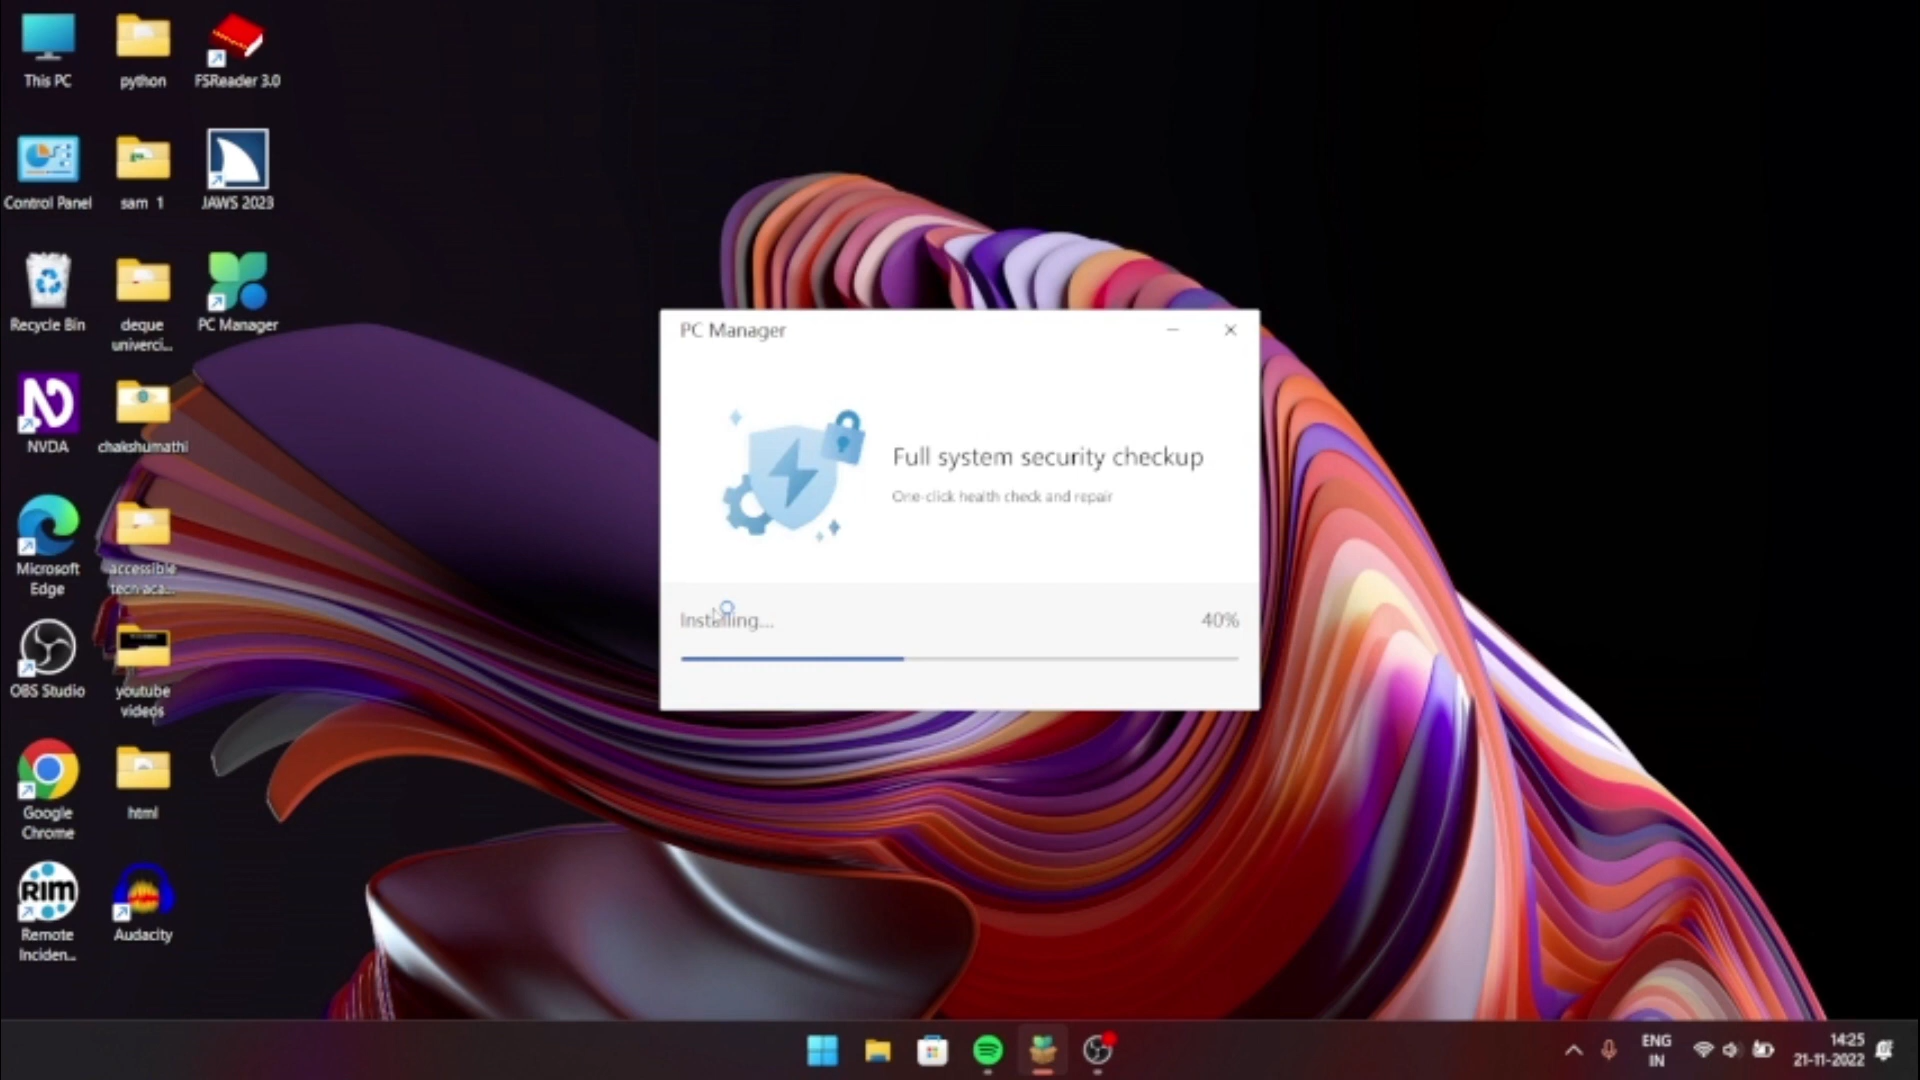 This PC
python
FSReader 3.0
Control Panel
sam 1
JAWS 2023
Recycle Bin
deque
univerci...
PC Manager
NVDA
chakshumathi
Microsoft
Edge
accessible
tech aca...
OBS Studio
youtube
videos
Google
Chrome
html
RIM
Remote
Inciden...
Audacity
PC Manager
Full system security checkup
One-click health check and repair
Installing...
40%
ENG
IN
14:25
21-11-2022